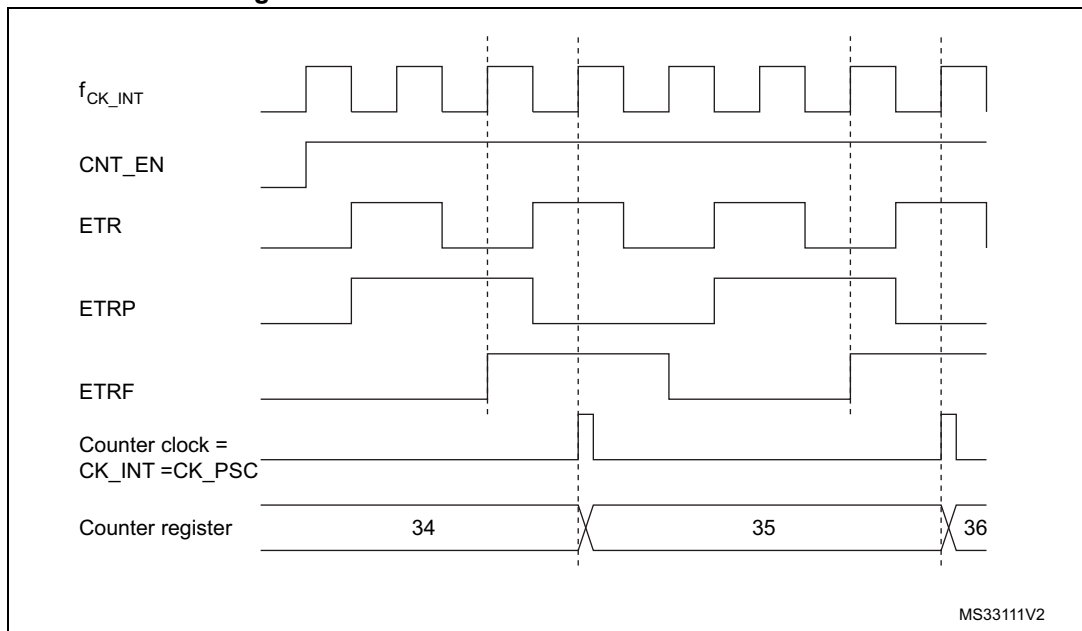 f CK_INT
CNT_EN
ETR
ETRP
ETRF
Counter clock =
CK_INT =CK_PSC
Counter register 34 35 36
MS33111V2